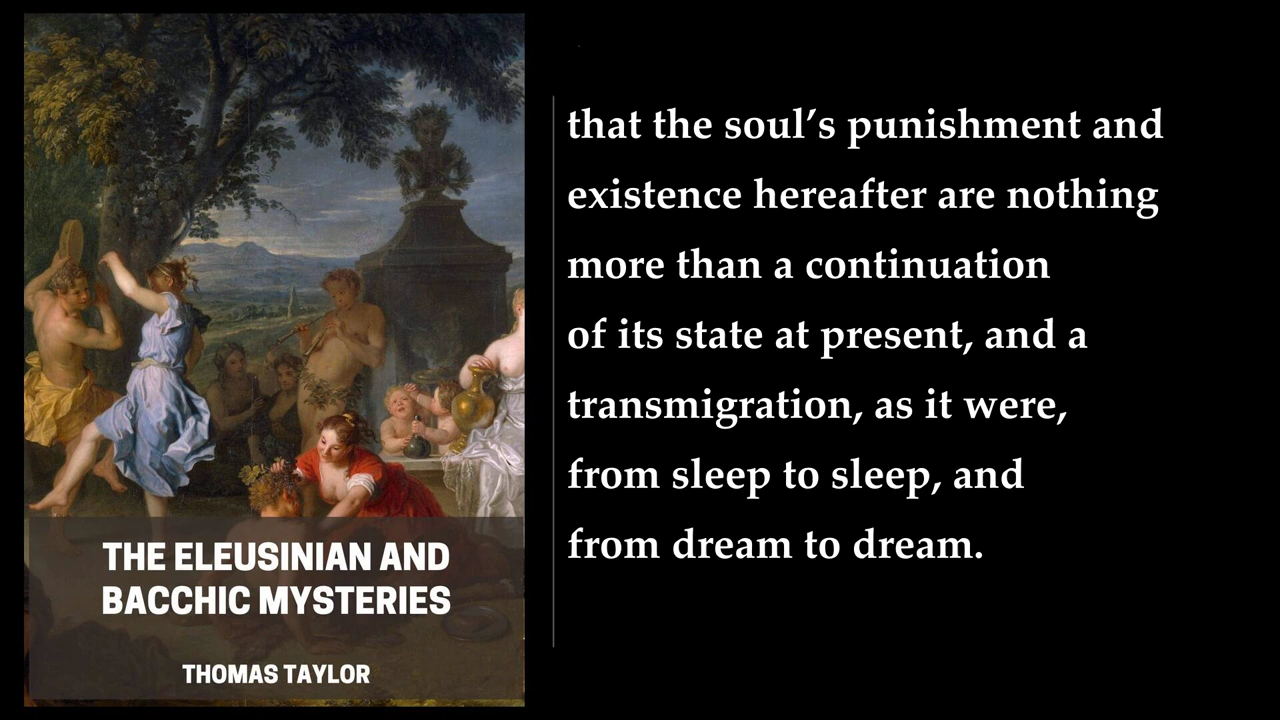 THE ELEUSINIAN AND
BACCHIC MYSTERIES
THOMAS TAYLOR
that the soul’s punishment and
existence hereafter are nothing
more than a continuation
of its state at present, and a
transmigration, as it were,
from sleep to sleep, and
from dream to dream.